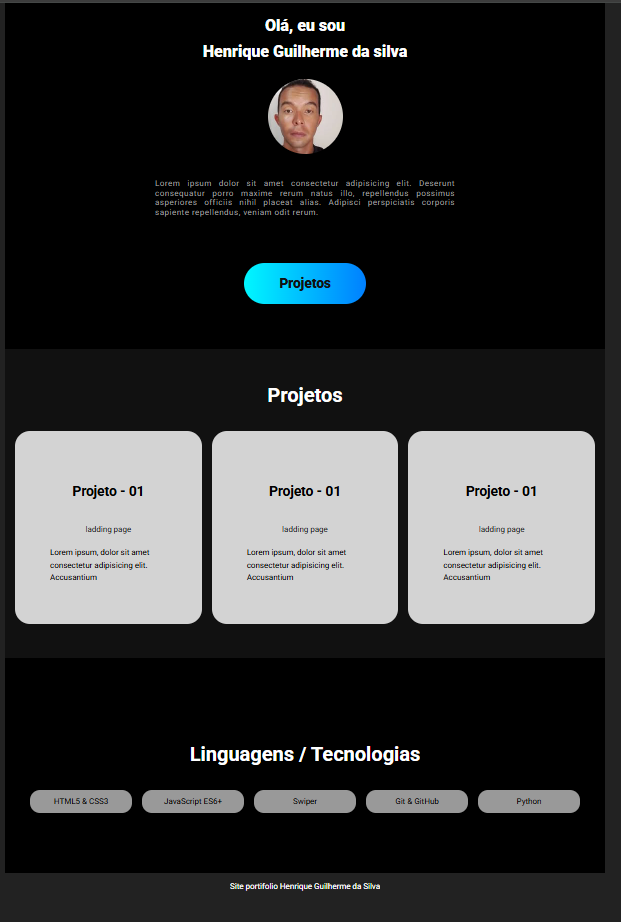 Olá, eu sou
Henrique Guilherme da silva
Lorem ipsum dolor sit amet consectetur adipisicing elit. Deserunt
consequatur porro maxime rerum natus illo, repellendus possimus
asperiores officiis nihil placeat alias. Adipisci perspiciatis corporis
sapiente repellendus, veniam odit rerum.
Projetos
Projetos
Projeto - 01
ladding page
Lorem ipsum, dolor sit amet
consectetur adipisicing elit.
Accusantium
Projeto - 01
ladding page
Lorem ipsum, dolor sit amet
consectetur adipisicing elit.
Accusantium
Projeto - 01
ladding page
Lorem ipsum, dolor sit amet
consectetur adipisicing elit.
Accusantium
Linguagens / Tecnologias
HTML5 & CSS3
JavaScript ES6+
Swiper
Git & GitHub
Python
Site portifolio Henrique Guilherme da Silva